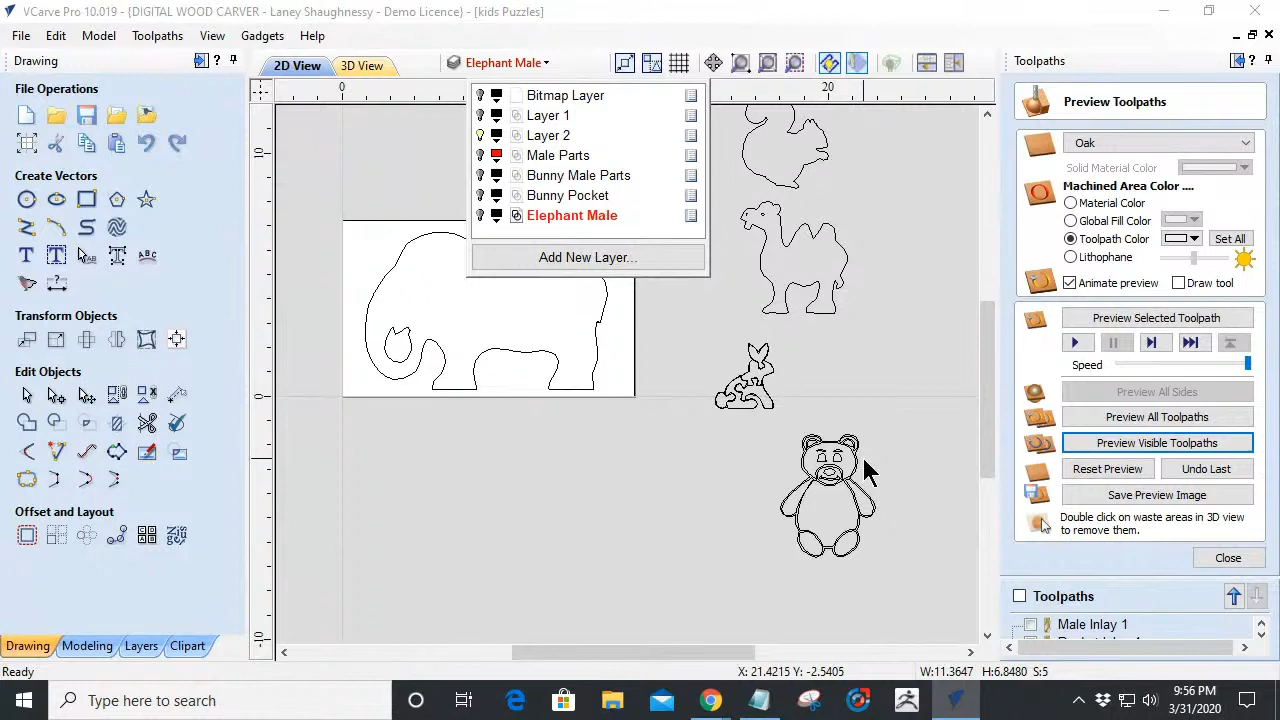 VCarve Pro 10.019 - {DIGITAL WOOD CARVER - Laney Shaughnessy - Demo Licence} - [kids Puzzles]
File Edit Model Toolpaths View Gadgets Help
Drawing
2D View 3D View Elephant Male
Toolpaths
File Operations
Create Vectors
Transform Objects
Edit Objects
Offset and Layout
Drawing Modeling Layers Clipart
0 20
10
0
-10
Bitmap Layer
Layer 1
Layer 2
Male Parts
Bunny Male Parts
Bunny Pocket
Elephant Male
Add New Layer...
Preview Toolpaths
Oak
Solid Material Color
Machined Area Color ....
Material Color
Global Fill Color
Toolpath Color Set All
Lithophane
Animate preview Draw tool
Preview Selected Toolpath
Speed
Preview All Sides
Preview All Toolpaths
Preview Visible Toolpaths
Reset Preview Undo Last
Save Preview Image
Double click on waste areas in 3D view
to remove them.
Close
Toolpaths
Male Inlay 1
Ready X: 21.4215 Y: -2.5405 W:11.3647 H:6.8480 S:5
Type here to search 9:56 PM
3/31/2020